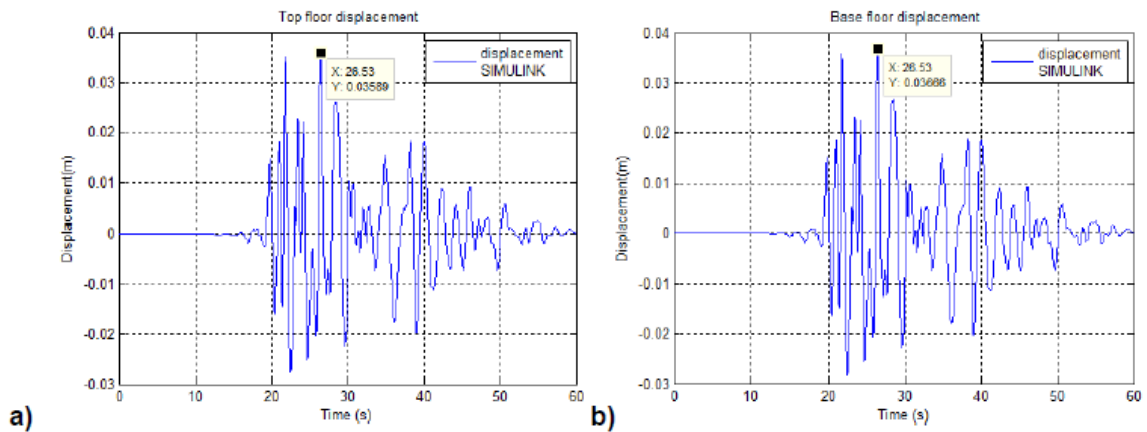 Top floor displacement
0.04
0.03
0.02
0.01
0
-0.01
-0.02
-0.03
Displacement(m)
displacement
SIMULINK
X: 26.53
Y: 0.03589
0 10 20 30 40 50 60
Time (s)
a)
Base floor displacement
0.04
0.03
0.02
0.01
0
-0.01
-0.02
-0.03
Displacement(m)
displacement
SIMULINK
X: 26.53
Y: 0.03666
0 10 20 30 40 50 60
Time (s)
b)